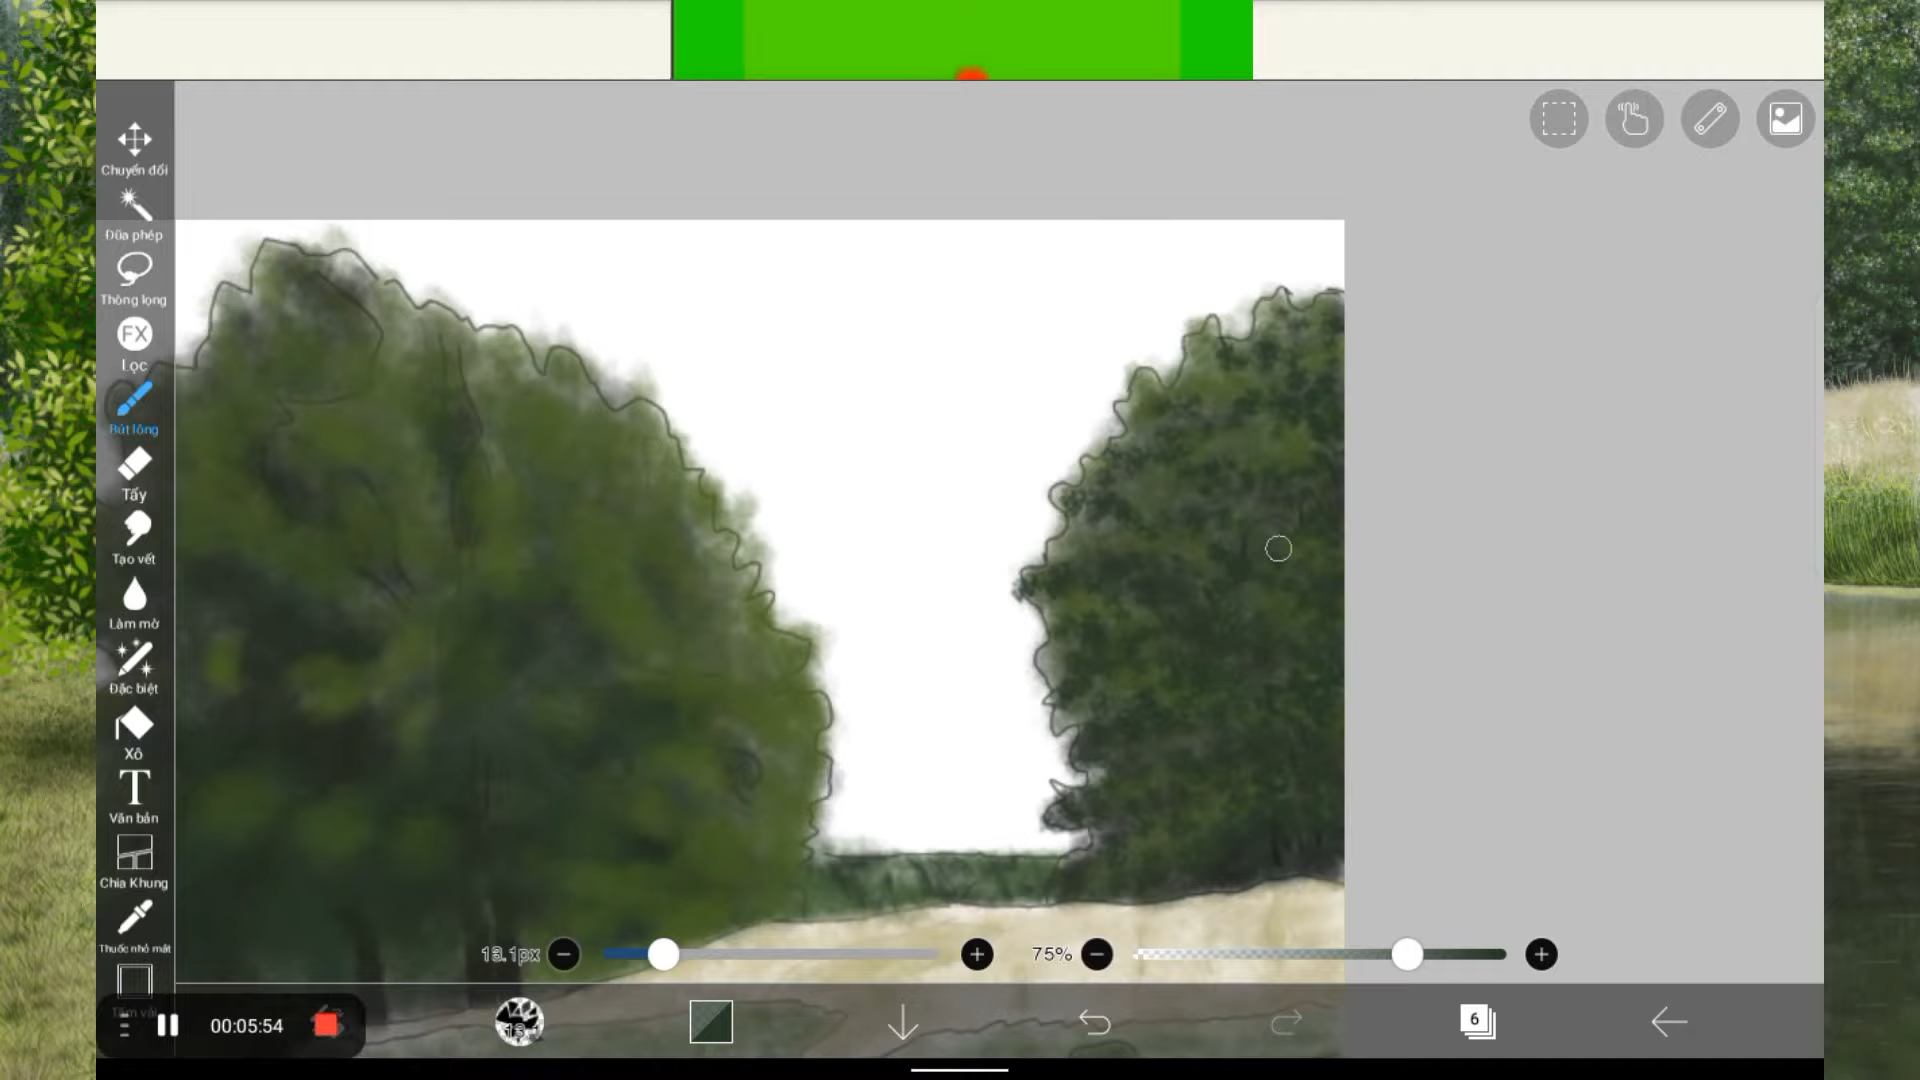 Chuyển đổi
Đũa phép
Thòng lọng
FX
Lọc
Bút lông
Tẩy
Tạo vết
Làm mờ
Đặc biệt
Xô
T
Văn bản
Chia Khung
Thuốc nhỏ mắt
13.1px
75%
00:05:54
6